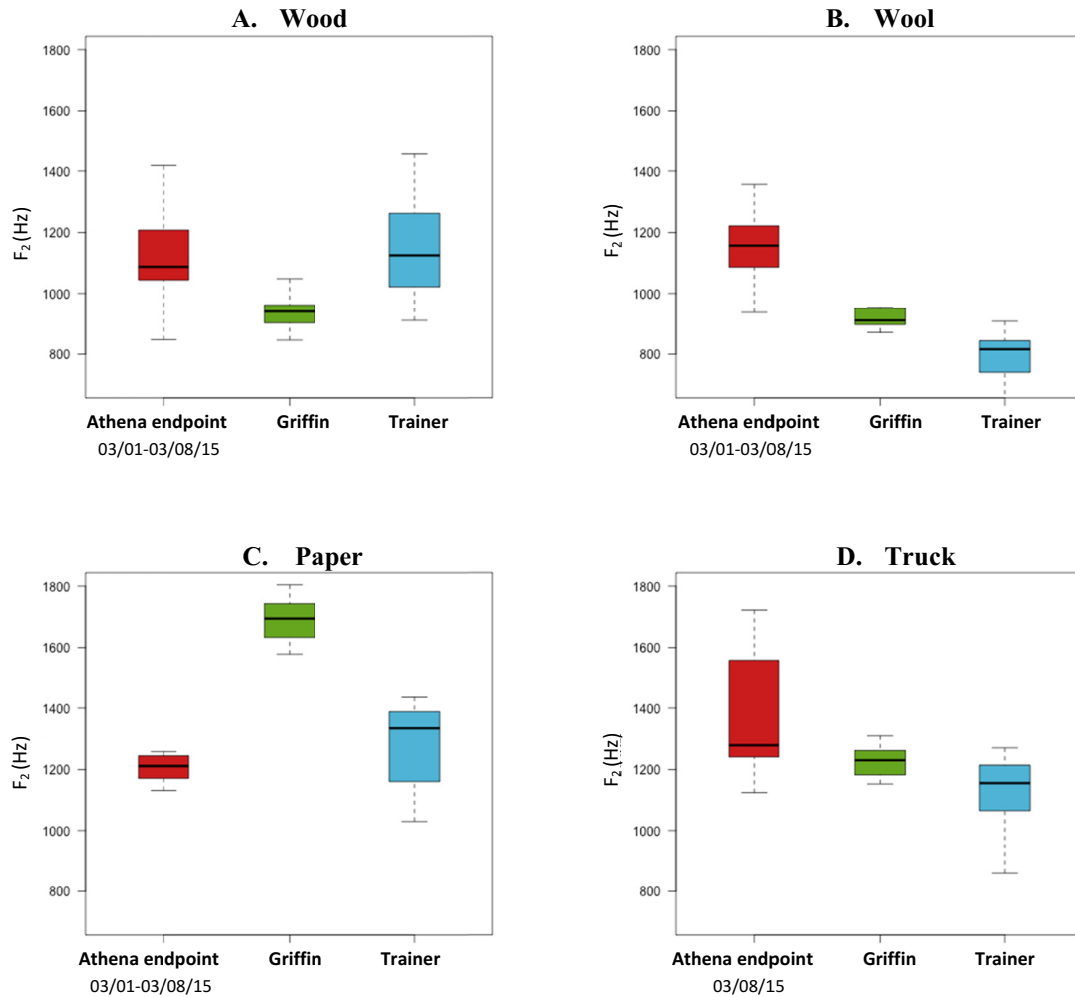 A. Wood
1800
1600
1400
1200
1000
800
F₂ (Hz)
Athena endpoint Griffin Trainer
03/01-03/08/15
B. Wool
1800
1600
1400
1200
1000
800
F₂ (Hz)
Athena endpoint Griffin Trainer
03/01-03/08/15
C. Paper
1800
1600
1400
1200
1000
800
F₂ (Hz)
Athena endpoint Griffin Trainer
03/01-03/08/15
D. Truck
1800
1600
1400
1200
1000
800
F₂ (Hz)
Athena endpoint Griffin Trainer
03/08/15